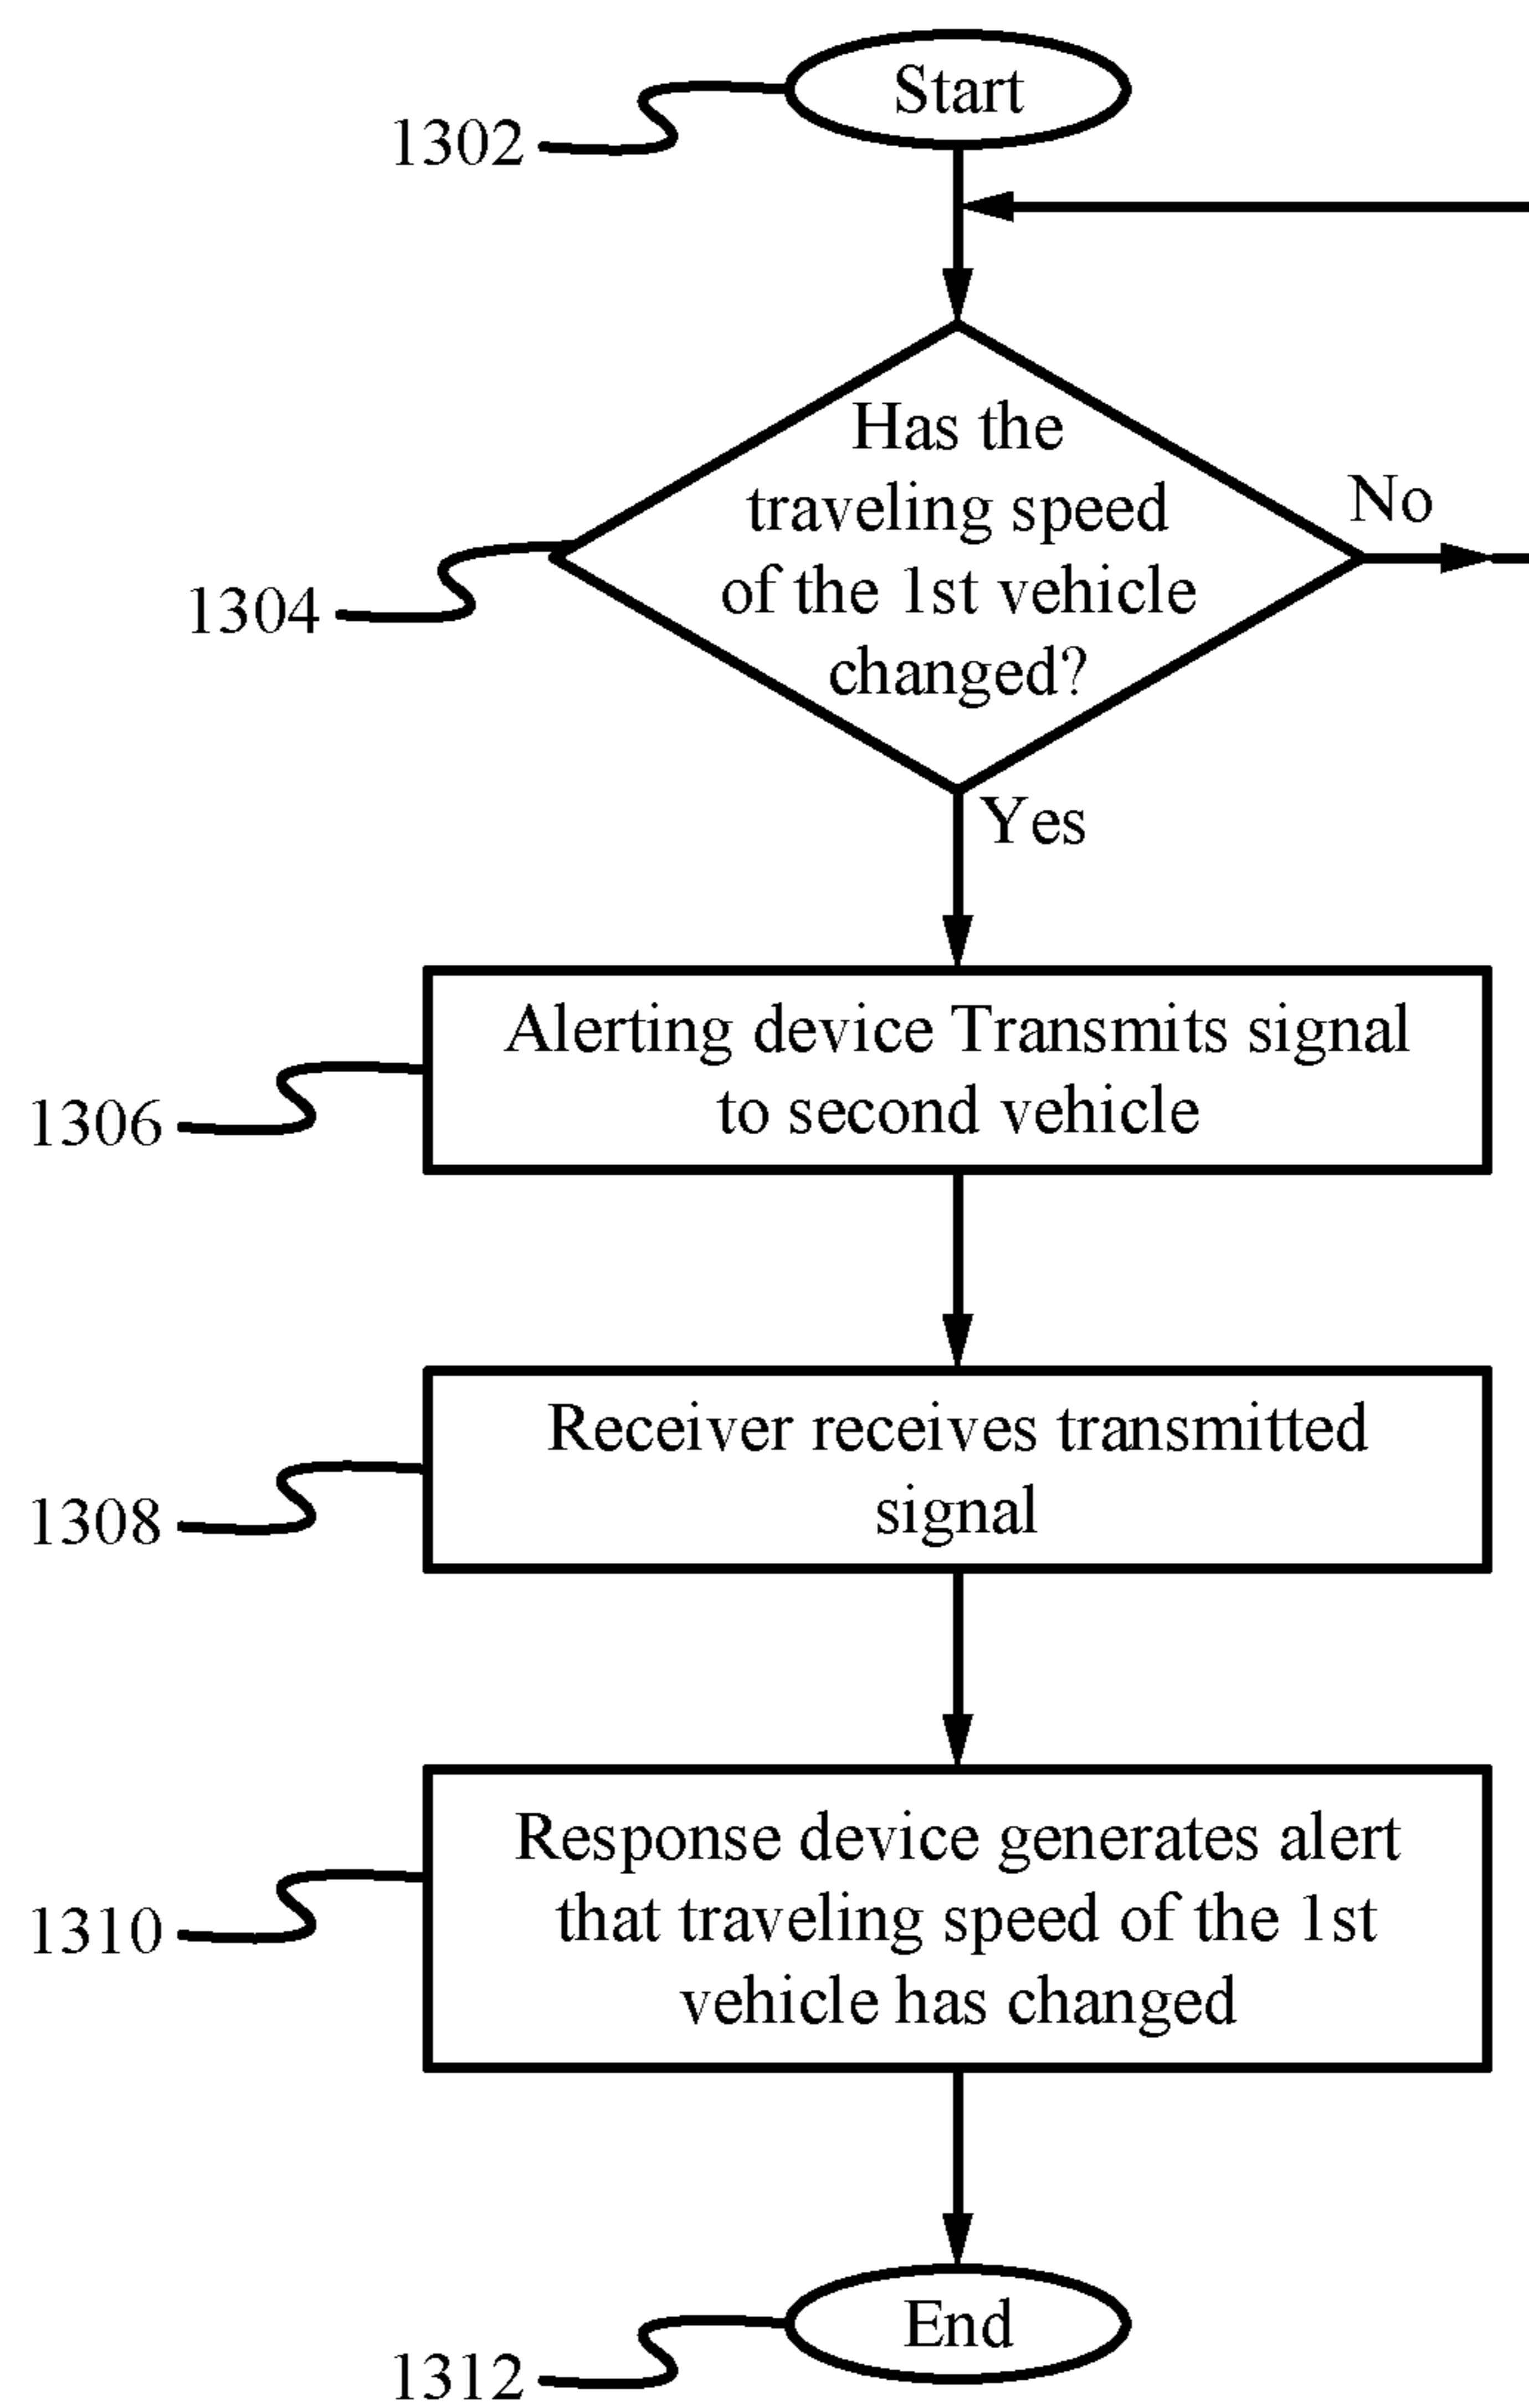 Start
1302
Has the
traveling speed
of the 1st vehicle
changed?
No
1304
Yes
Alerting device Transmits signal
to second vehicle
1306
Receiver receives transmitted
signal
1308
Response device generates alert
that traveling speed of the 1st
vehicle has changed
1310
End
1312